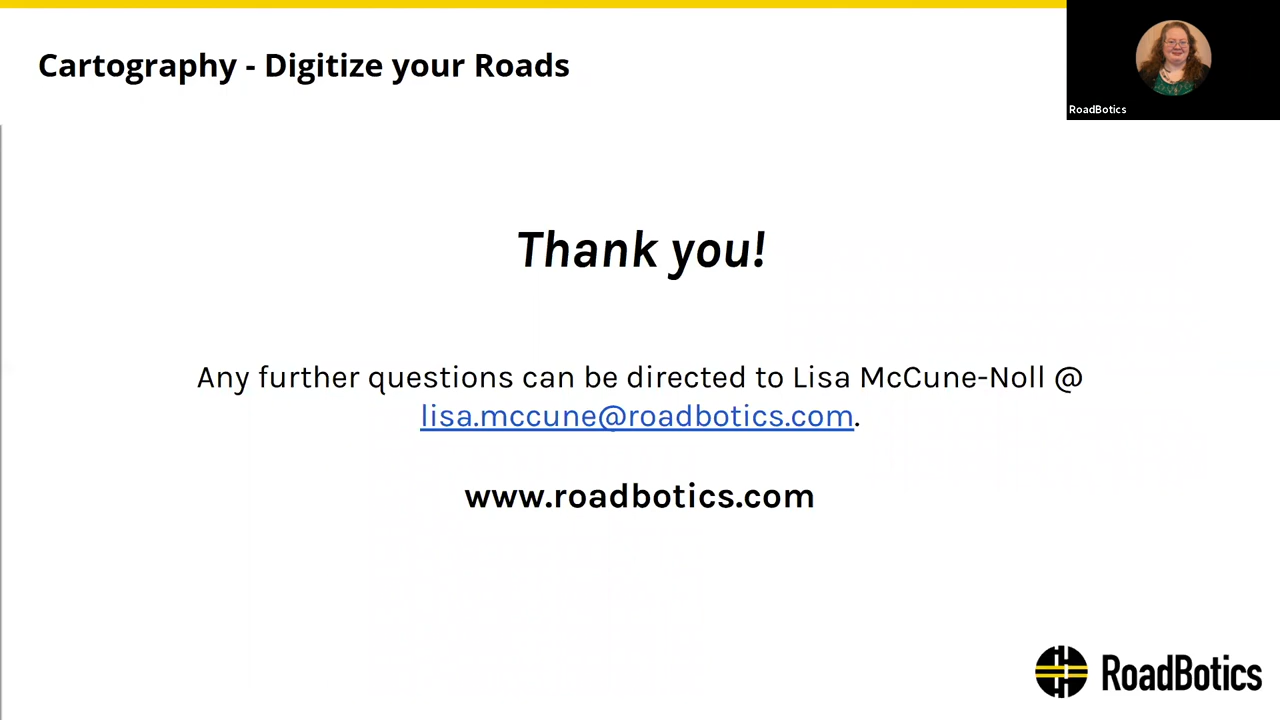 Cartography - Digitize your Roads
RoadBotics
Thank you!
Any further questions can be directed to Lisa McCune-Noll @
lisa.mccune@roadbotics.com.
www.roadbotics.com
RoadBotics